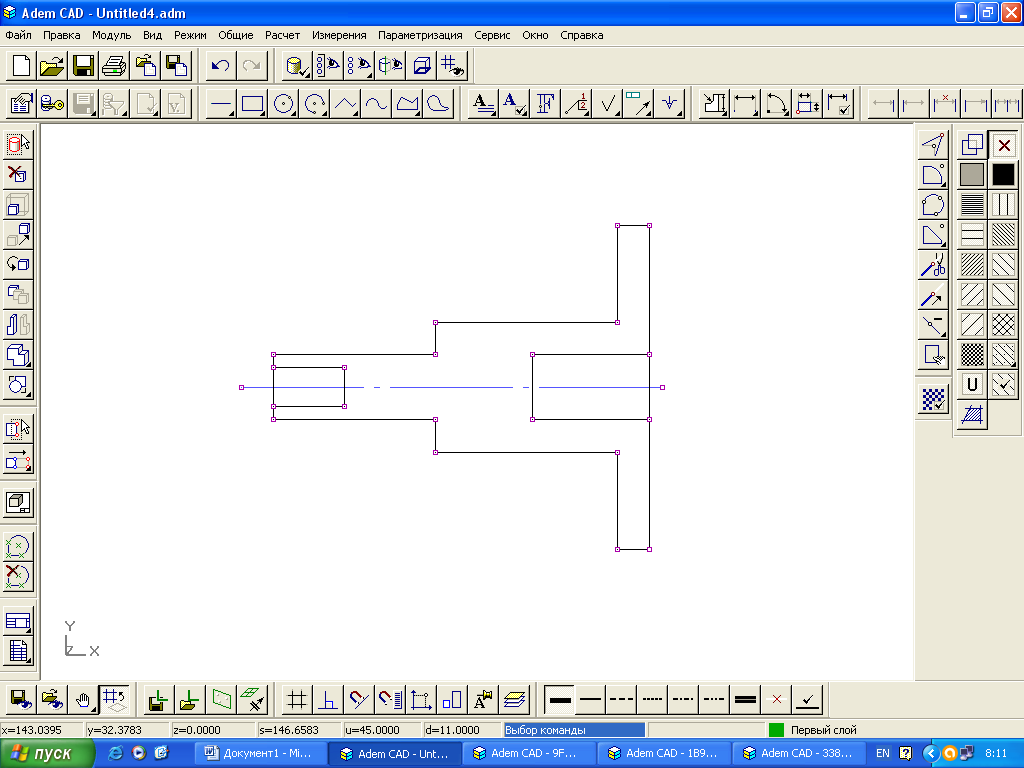 Adem CAD - Untitled4.adm
Файл Правка Модуль Вид Режим Общие Расчет Измерения Параметризация Сервис Окно Справка
Y
Z X
x=143.0395 y=32.3783 z=0.0000 s=146.6583 u=45.0000 d=11.0000 Выбор команды Первый слой
пуск Документ1 - Mi... Adem CAD - Unt... Adem CAD - 9F... Adem CAD - 1B9... Adem CAD - 338... EN 8:11